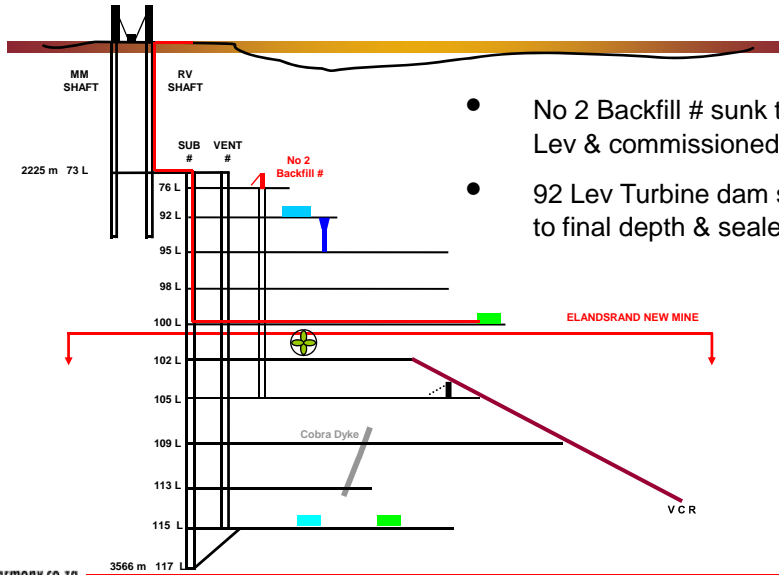 MM
SHAFT
RV
SHAFT
● No 2 Backfill # sunk t
Lev & commissioned
● 92 Lev Turbine dam s
to final depth & seale
SUB
#
VENT
#
No 2
Backfill #
2225 m 73 L
76 L
92 L
95 L
98 L
100 L
ELANDSRAND NEW MINE
102 L
105 L
109 L
Cobra Dyke
113 L
V C R
115 L
3566 m 117 L